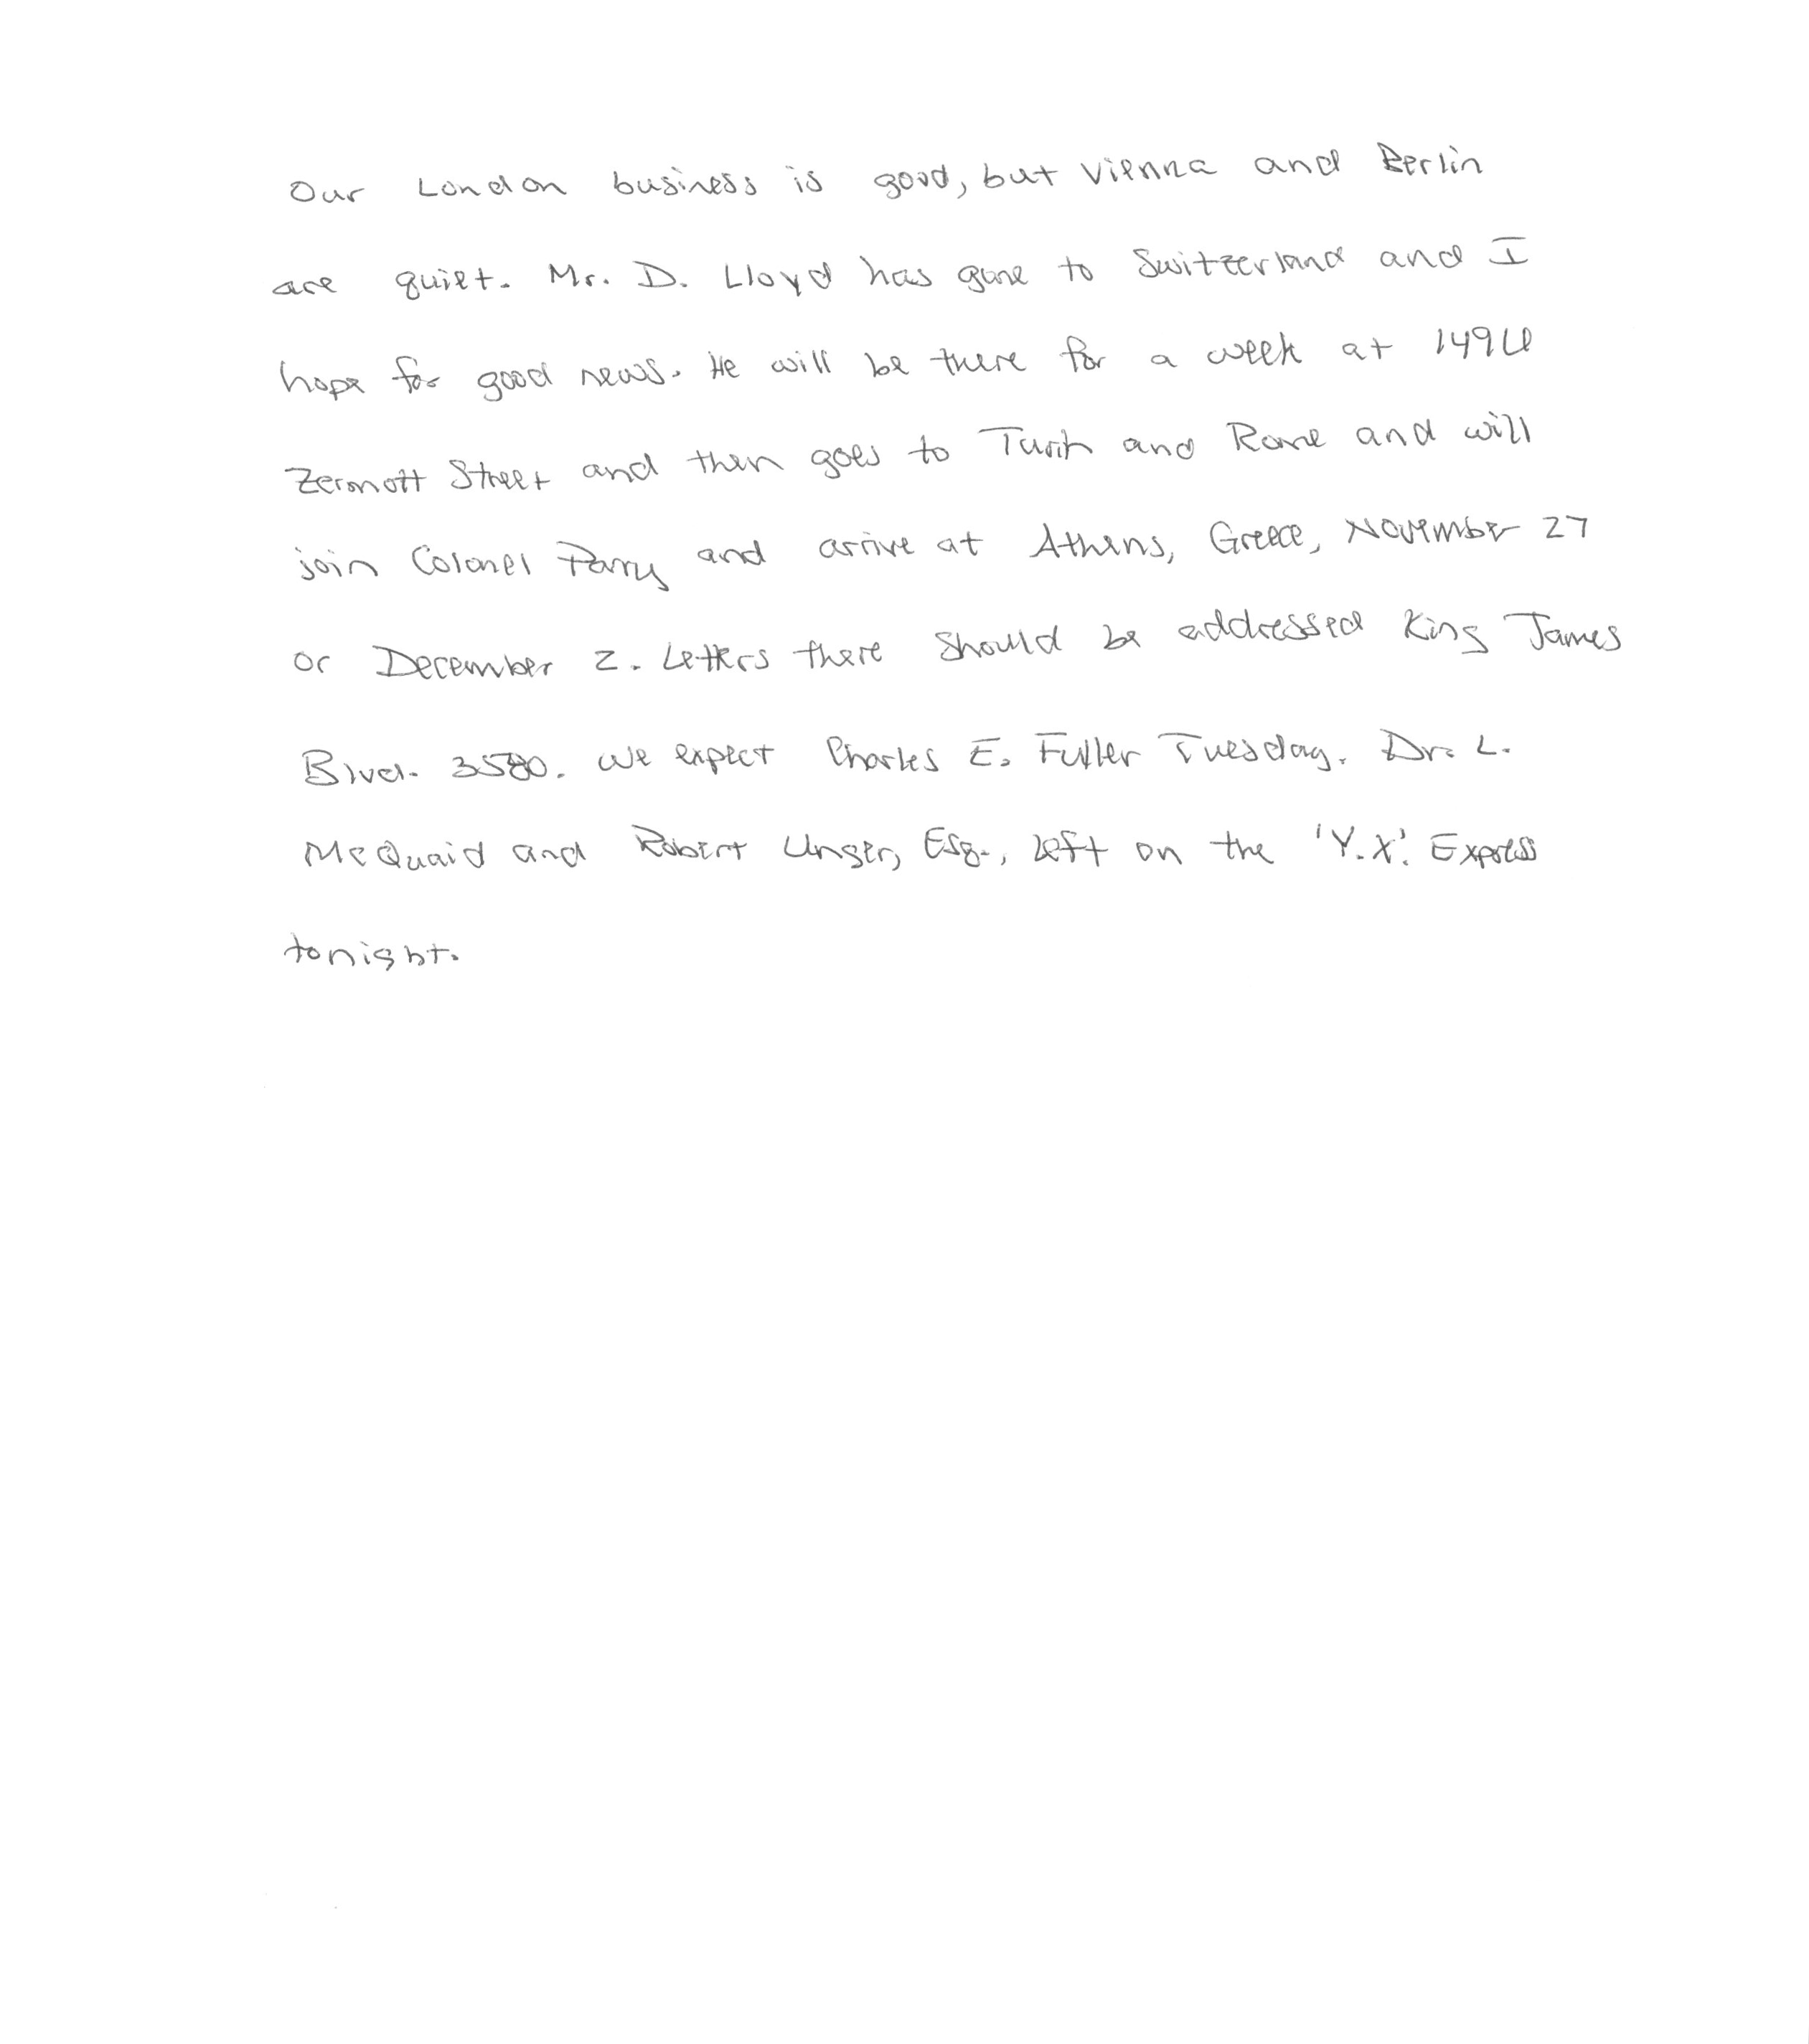 Our London business is good, but Vienna and Berlin
are quiet. Mr. D. Lloyd has gone to Switzerland and I
hope for good news. He will be there for a week at 1496
Zermott Street and then goes to Turin and Rome and will
join Colonel Parry and arrive at Athens, Greece, November 27
or December 2. Letters there should be addressed King James
Blvd. 3580. We expect Charles E. Fuller Tuesday. Dr. L.
McQuaid and Robert Unger, Esq., left on the 'Y.X.' Express
tonight.